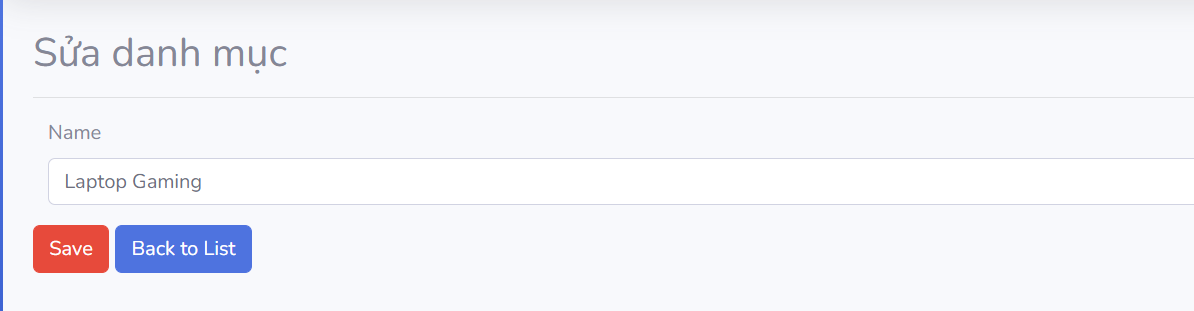 Sửa danh mục
Name
Laptop Gaming
Save Back to List